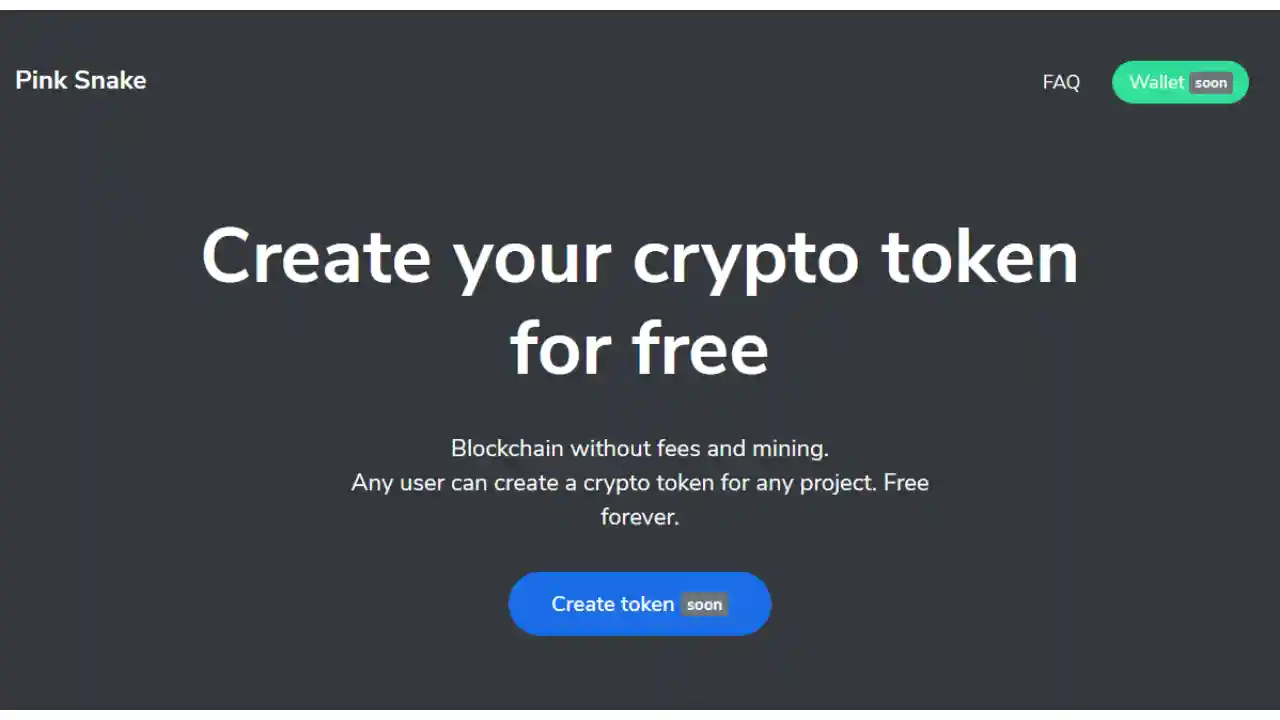 Pink Snake
FAQ
Wallet soon
Create your crypto token
for free
Blockchain without fees and mining.
Any user can create a crypto token for any project. Free
forever.
Create token soon